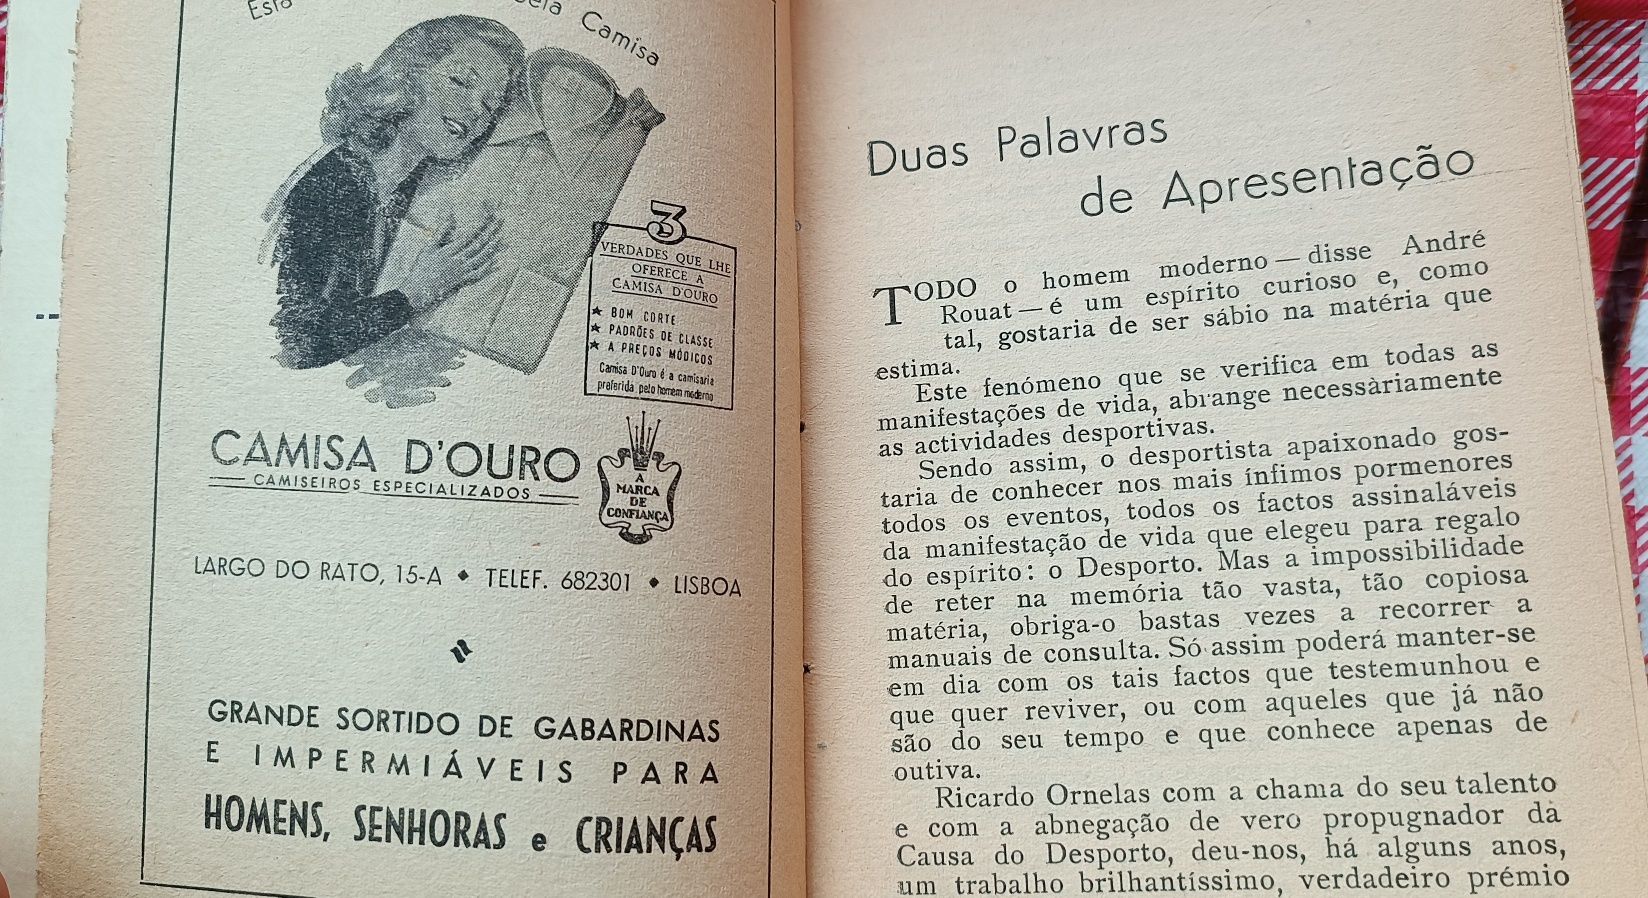 Esta
bela Camisa
3
VERDADES QUE LHE
OFERECE A
CAMISA D'OURO
★ BOM CORTE
★ PADRÕES DE CLASSE
★ A PREÇOS MÓDICOS
Camisa D'Ouro é a camisaria
preferida pelo homem moderno
CAMISA D'OURO
CAMISEIROS ESPECIALIZADOS
A
MARCA
DE
CONFIANÇA
LARGO DO RATO, 15-A • TELEF. 682301 • LISBOA
GRANDE SORTIDO DE GABARDINAS
E IMPERMIÁVEIS PARA
HOMENS, SENHORAS e CRIANÇAS
Duas Palavras
de Apresentação
TODO o homem moderno — disse André
Rouat — é um espírito curioso e, como
tal, gostaria de ser sábio na matéria que
estima.
Este fenómeno que se verifica em todas as
manifestações de vida, abrange necessàriamente
as actividades desportivas.
Sendo assim, o desportista apaixonado gos-
taria de conhecer nos mais ínfimos pormenores
todos os eventos, todos os factos assinaláveis
da manifestação de vida que elegeu para regalo
do espírito: o Desporto. Mas a impossibilidade
de reter na memória tão vasta, tão copiosa
matéria, obriga-o bastas vezes a recorrer a
manuais de consulta. Só assim poderá manter-se
em dia com os tais factos que testemunhou e
que quer reviver, ou com aqueles que já não
são do seu tempo e que conhece apenas de
outiva.
Ricardo Ornelas com a chama do seu talento
e com a abnegação de vero propugnador da
Causa do Desporto, deu-nos, há alguns anos,
um trabalho brilhantíssimo, verdadeiro prémio